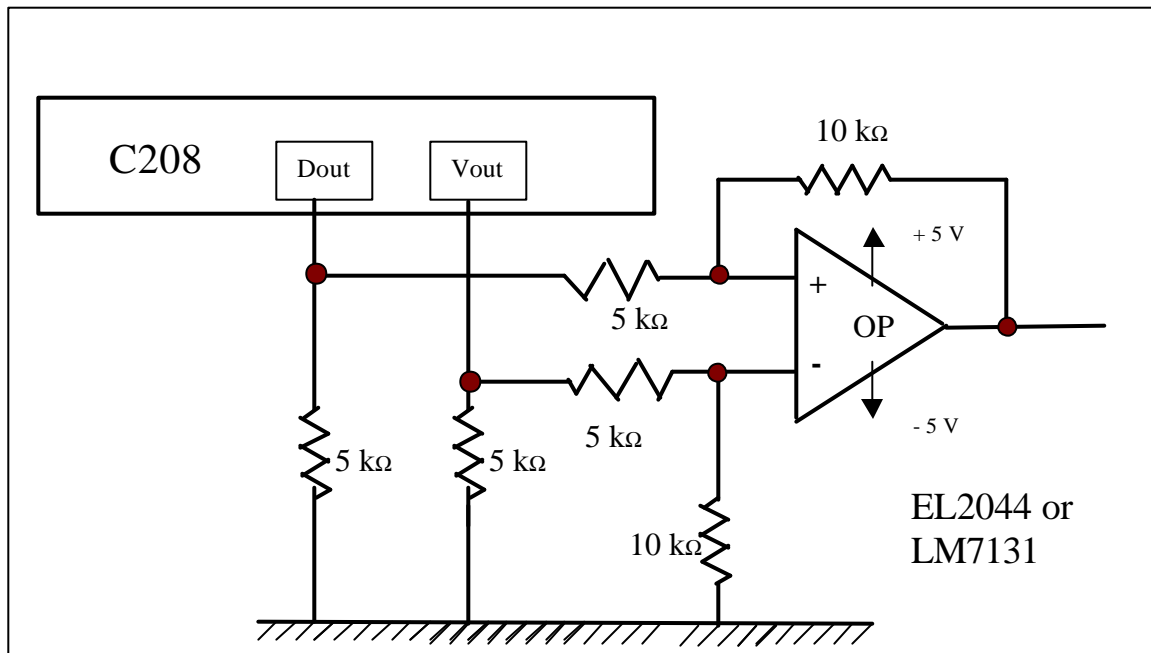 10 kΩ
C208
Dout
Vout
+ 5 V
+
5 kΩ
OP
-
5 kΩ
- 5 V
5 kΩ
5 kΩ
10 kΩ
EL2044 or
LM7131